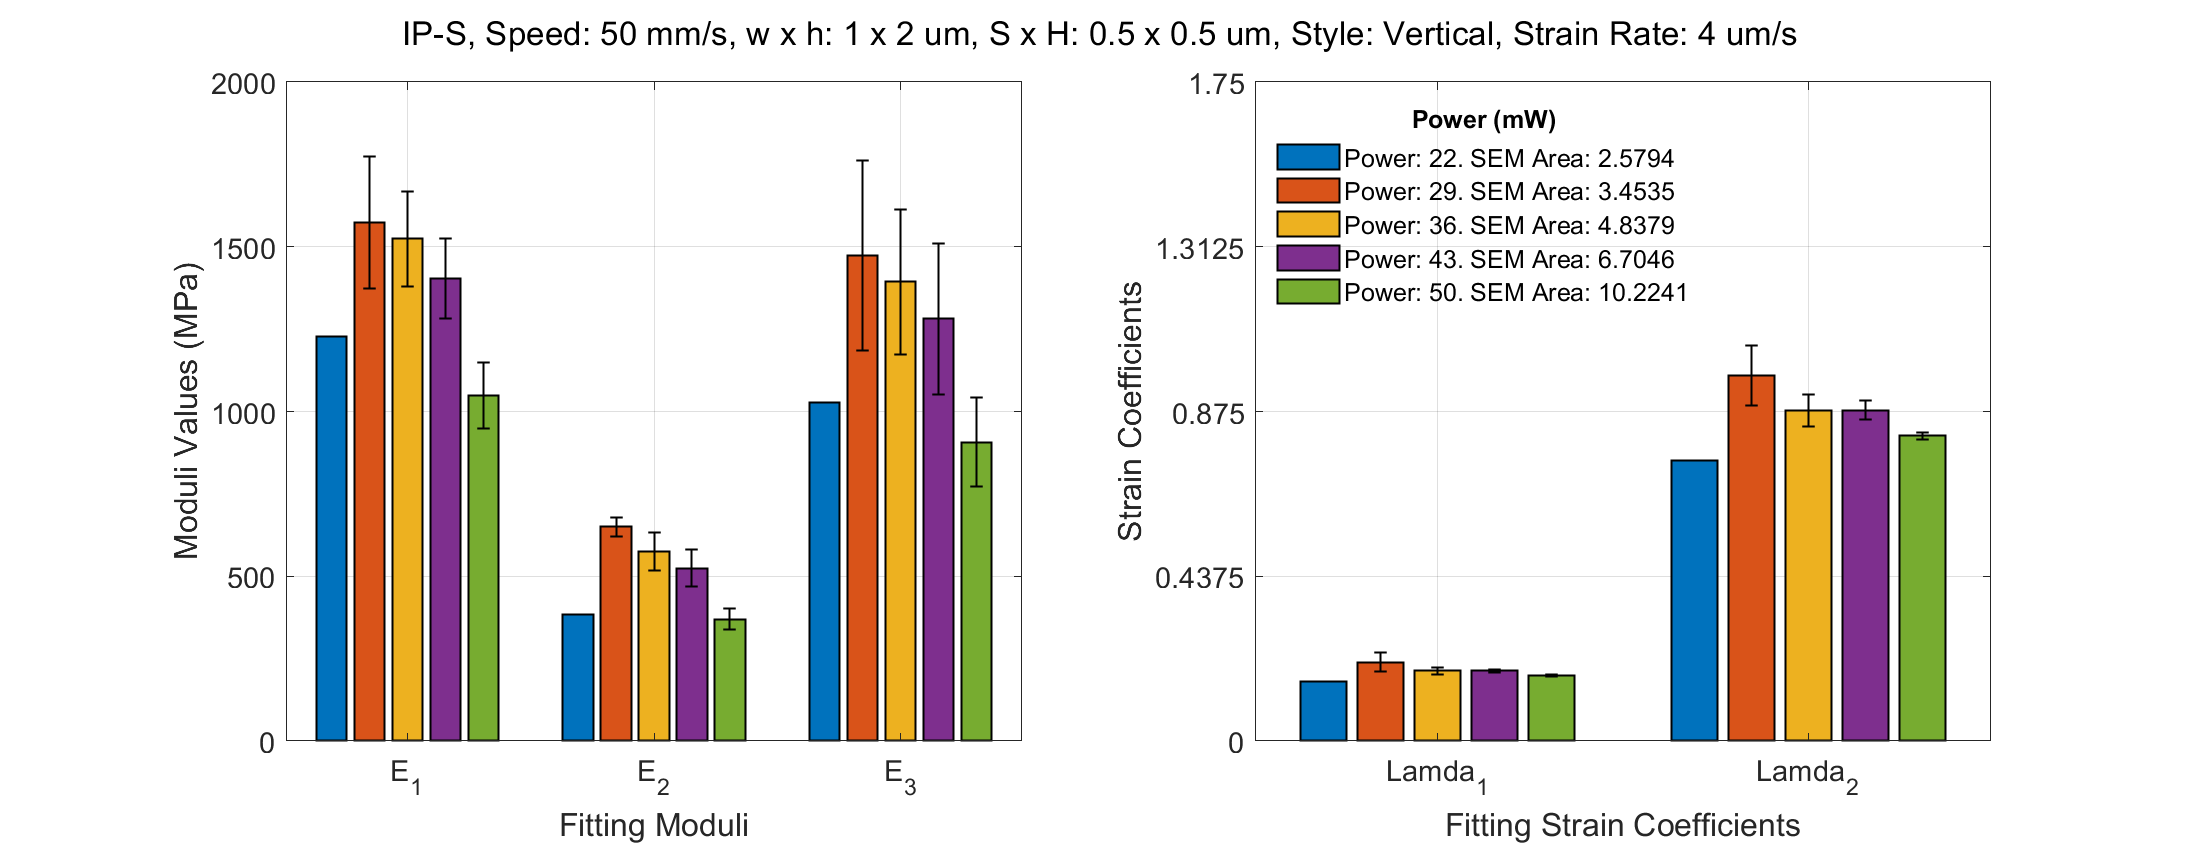 IP-S, Speed: 50 mm/s, w x h: 1 x 2 um, S x H: 0.5 x 0.5 um, Style: Vertical, Strain Rate: 4 um/s
Moduli Values (MPa)
2000
1500
1000
500
0
E1
E2
E3
Fitting Moduli
Strain Coefficients
1.75
1.3125
0.875
0.4375
0
Power (mW)
Power: 22. SEM Area: 2.5794
Power: 29. SEM Area: 3.4535
Power: 36. SEM Area: 4.8379
Power: 43. SEM Area: 6.7046
Power: 50. SEM Area: 10.2241
Lamda1
Lamda2
Fitting Strain Coefficients